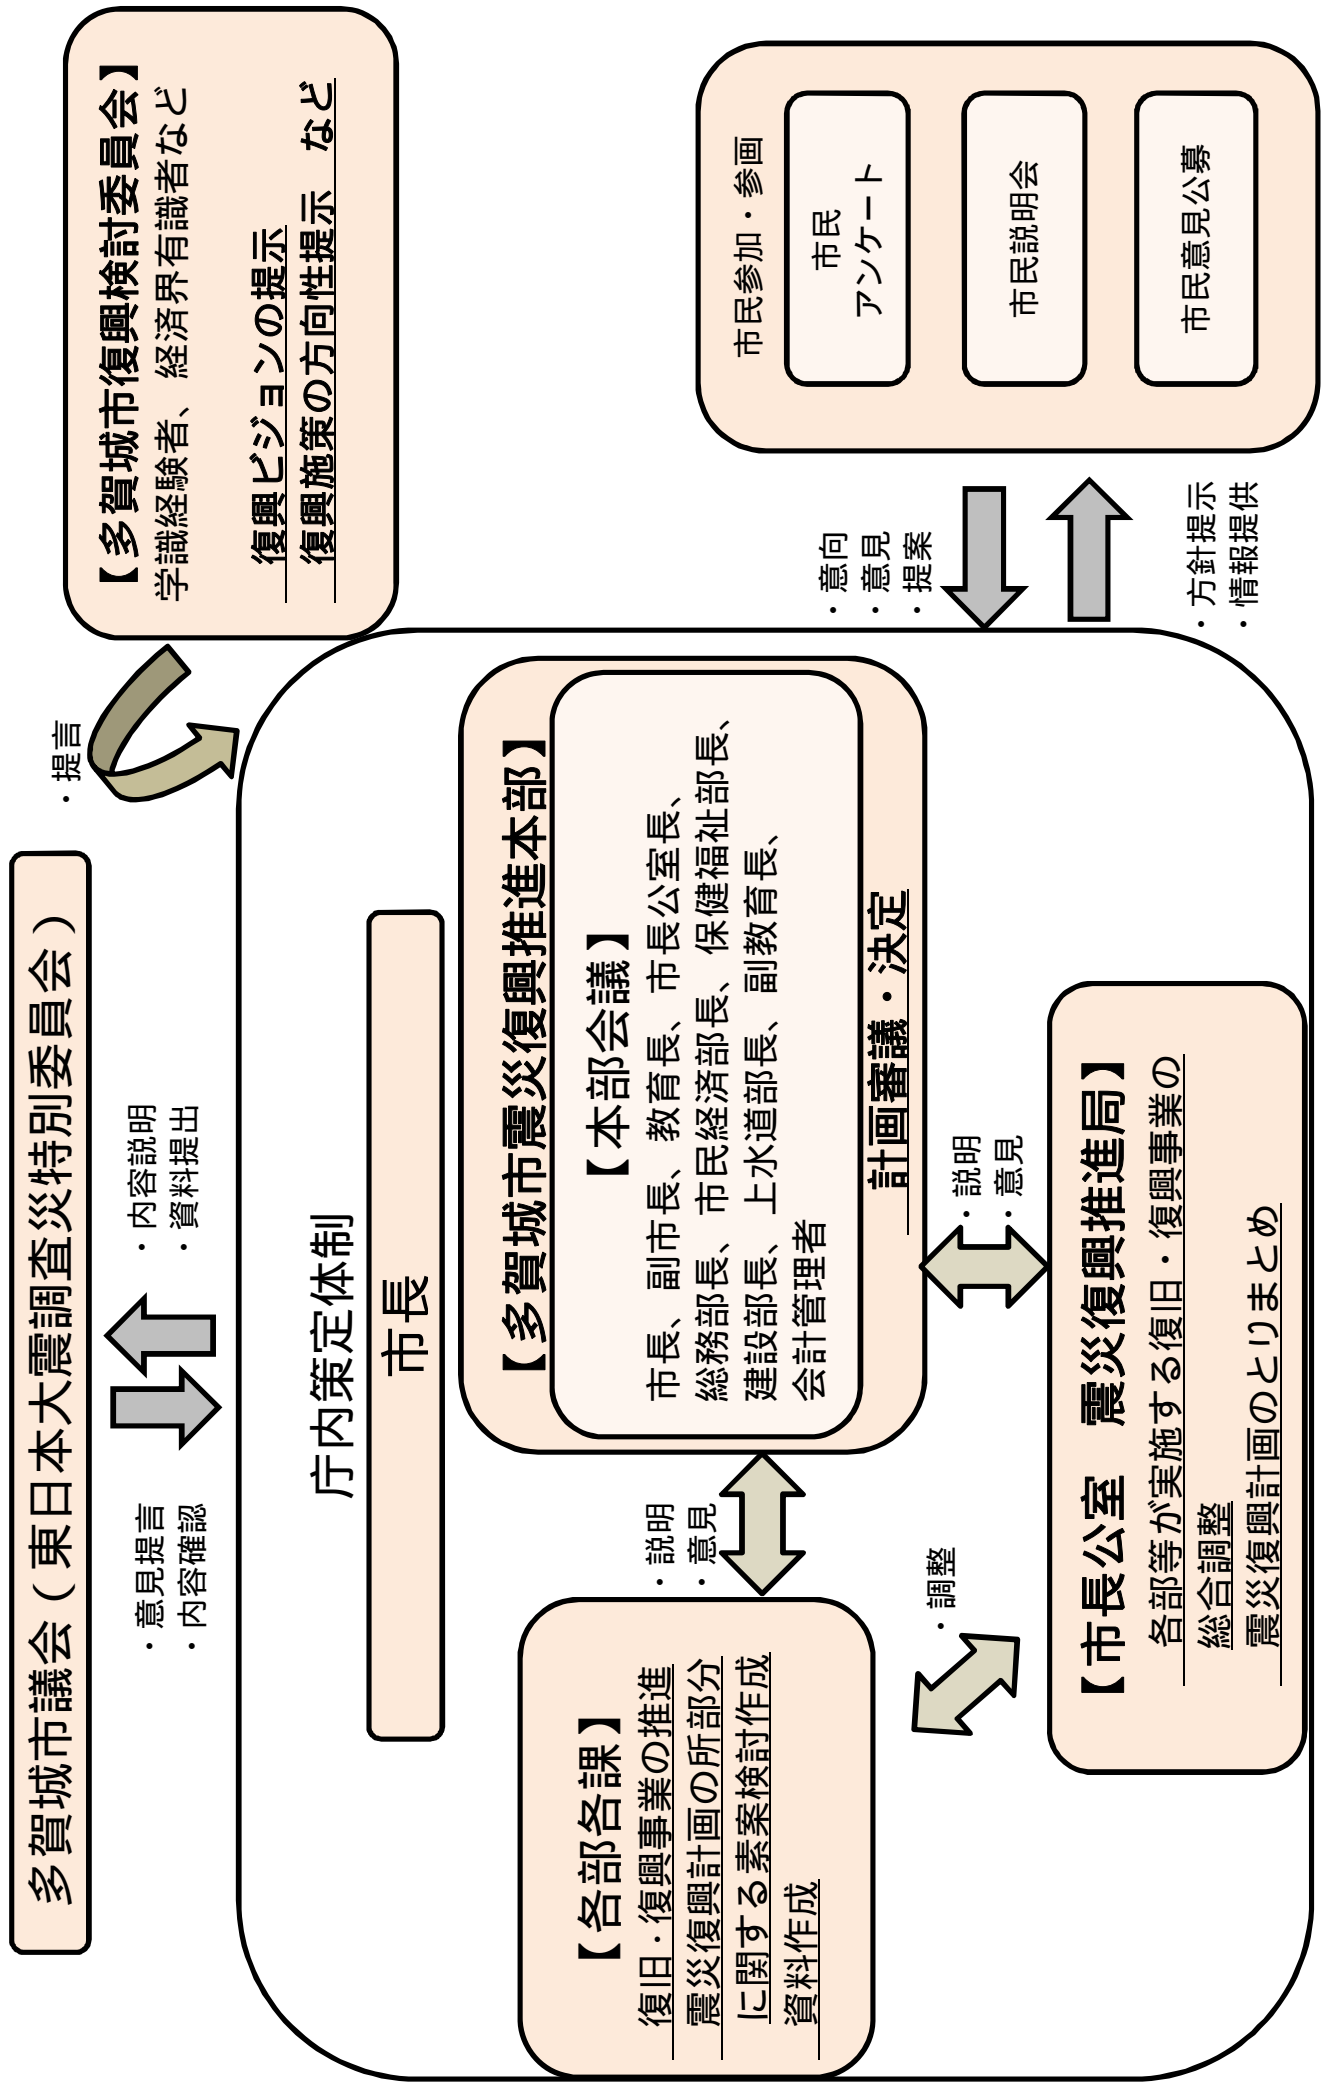 多賀城市議会（東日本大震調査災特別委員会）
・意見提言
・内容確認
・内容説明
・資料提出
・提言
【多賀城市復興検討委員会】
学識経験者、経済界有識者など
復興ビジョンの提示
復興施策の方向性提示　など
庁内策定体制
市長
【多賀城市震災復興推進本部】
【本部会議】
市長、副市長、教育長、市長公室長、
総務部長、市民経済部長、保健福祉部長、
建設部長、上水道部長、副教育長、
会計管理者
計画審議・決定
【各部各課】
復旧・復興事業の推進
震災復興計画の所部分
に関する素案検討作成
資料作成
・説明
・意見
・調整
・説明
・意見
【市長公室　震災復興推進局】
各部等が実施する復旧・復興事業の
総合調整
震災復興計画のとりまとめ
・意向
・意見
・提案
・方針提示
・情報提供
市民参加・参画
市民
アンケート
市民説明会
市民意見公募